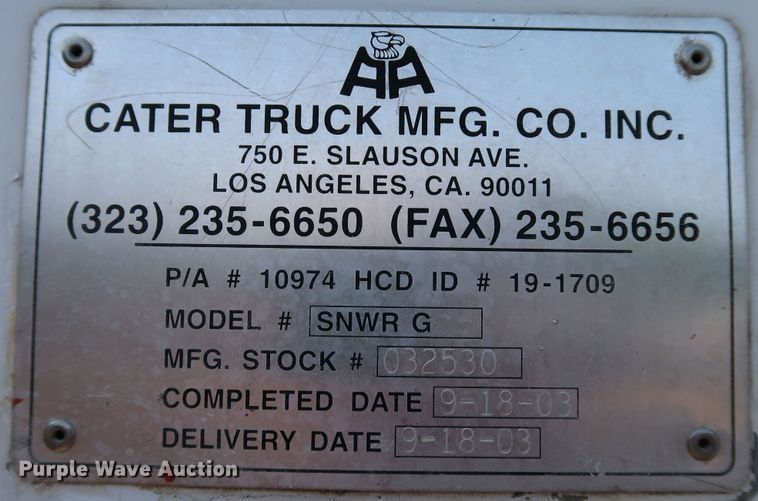 AA
CATER TRUCK MFG. CO. INC.
750 E. SLAUSON AVE.
LOS ANGELES, CA. 90011
(323) 235-6650 (FAX) 235-6656
P/A # 10974 HCD ID # 19-1709
MODEL # SNWR G
MFG. STOCK # 032530
COMPLETED DATE 9-18-03
DELIVERY DATE 9-18-03
Purple Wave Auction